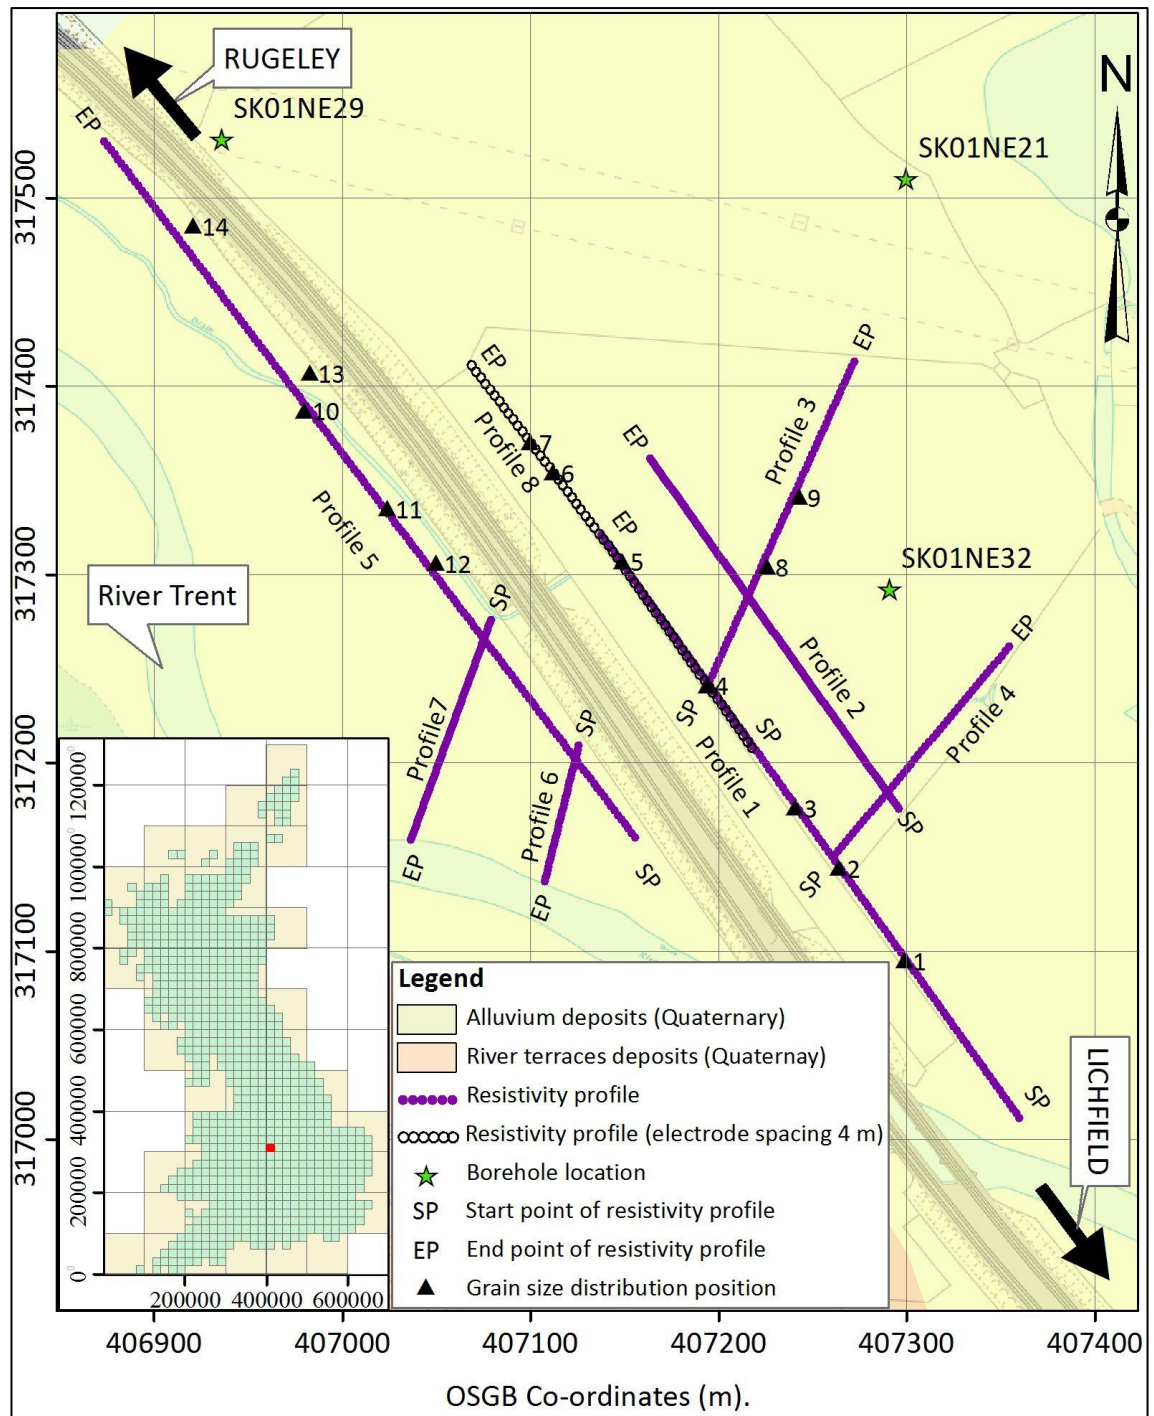 RUGELEY
N
EP
SK01NE29
SK01NE21
14
EP
EP
13
Profile 3
10
7
EP
Profile 8
6
9
11
EP
Profile 5
5
SK01NE32
12
8
River Trent
SP
EP
Profile 2
4
Profile 4
SP
SP
SP
Profile7
Profile 1
3
SP
Profile 6
2
EP
SP
SP
EP
1
LICHFIELD
SP
317500
317400
317300
317200
317100
317000
Legend
Alluvium deposits (Quaternary)
River terraces deposits (Quaternay)
Resistivity profile
Resistivity profile (electrode spacing 4 m)
Borehole location
SP Start point of resistivity profile
EP End point of resistivity profile
Grain size distribution position
120000°
100000°
800000
600000
400000
200000
0°
200000 400000 600000
406900 407000 407100 407200 407300 407400
OSGB Co-ordinates (m).